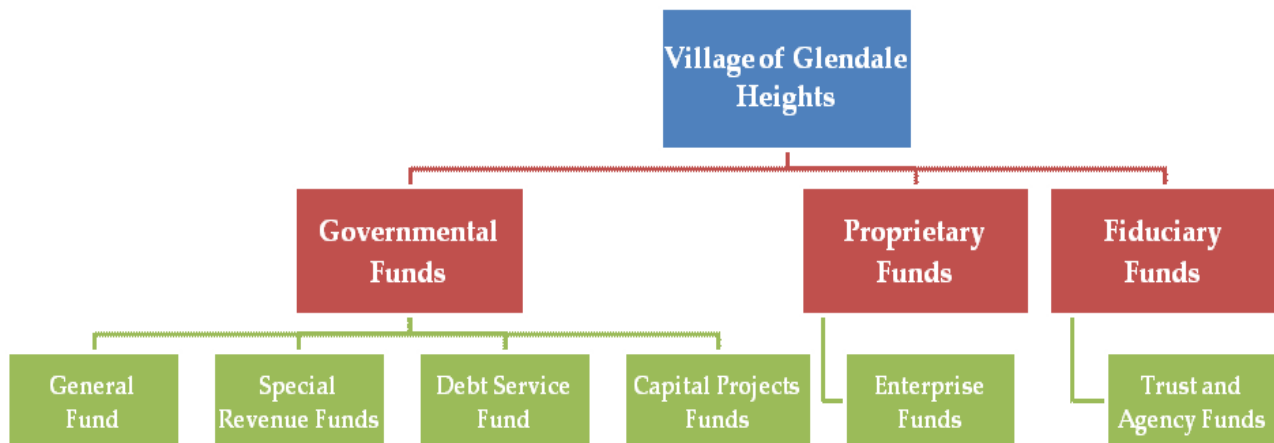 Village of Glendale
Heights
Governmental
Funds
Proprietary
Funds
Fiduciary
Funds
General
Fund
Special
Revenue Funds
Debt Service
Fund
Capital Projects
Funds
Enterprise
Funds
Trust and
Agency Funds